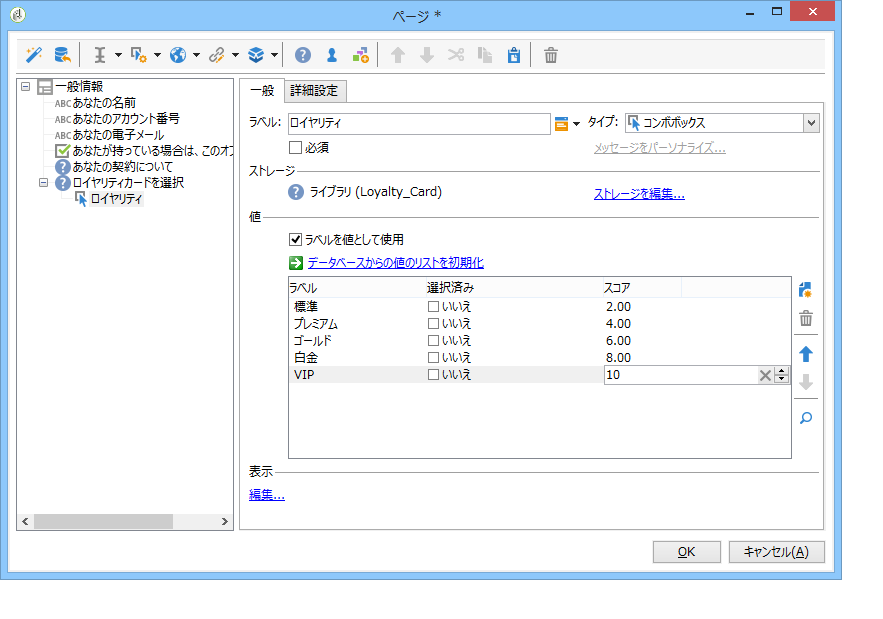 ページ *
一般情報
ABC あなたの名前
ABC あなたのアカウント番号
ABC あなたの電子メール
あなたが持っている場合は、このオフ
あなたの契約について
ロイヤリティカードを選択
ロイヤリティ
一般 詳細設定
ラベル: ロイヤリティ タイプ: コンボボックス
必須 メッセージをパーソナライズ...
ストレージ
ライブラリ (Loyalty_Card) ストレージを編集...
値
ラベルを値として使用
データベースからの値のリストを初期化
ラベル 選択済み スコア
標準 いいえ 2.00
プレミアム いいえ 4.00
ゴールド いいえ 6.00
白金 いいえ 8.00
VIP いいえ 10
表示
編集...
OK キャンセル(A)